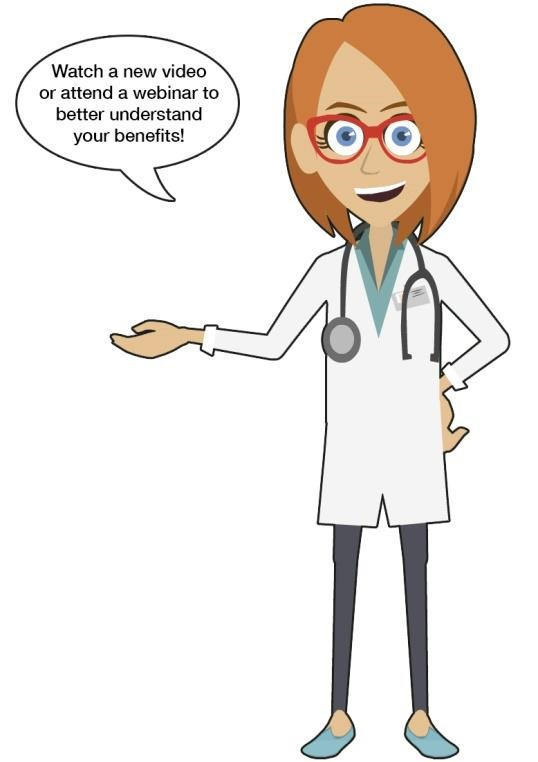 Watch a new video
or attend a webinar to
better understand
your benefits!